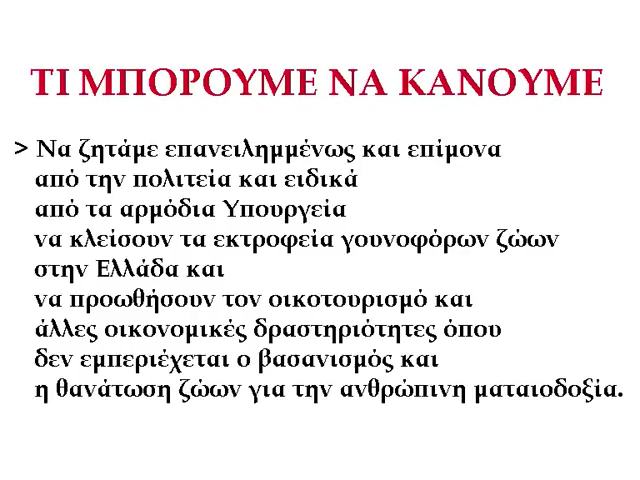 ΤΙ ΜΠΟΡΟΥΜΕ ΝΑ ΚΑΝΟΥΜΕ
> Να ζητάμε επανειλημμένως και επίμονα
από την πολιτεία και ειδικά
από τα αρμόδια Υπουργεία
να κλείσουν τα εκτροφεία γουνοφόρων ζώων
στην Ελλάδα και
να προωθήσουν τον οικοτουρισμό και
άλλες οικονομικές δραστηριότητες όπου
δεν εμπεριέχεται ο βασανισμός και
η θανάτωση ζώων για την ανθρώπινη ματαιοδοξία.